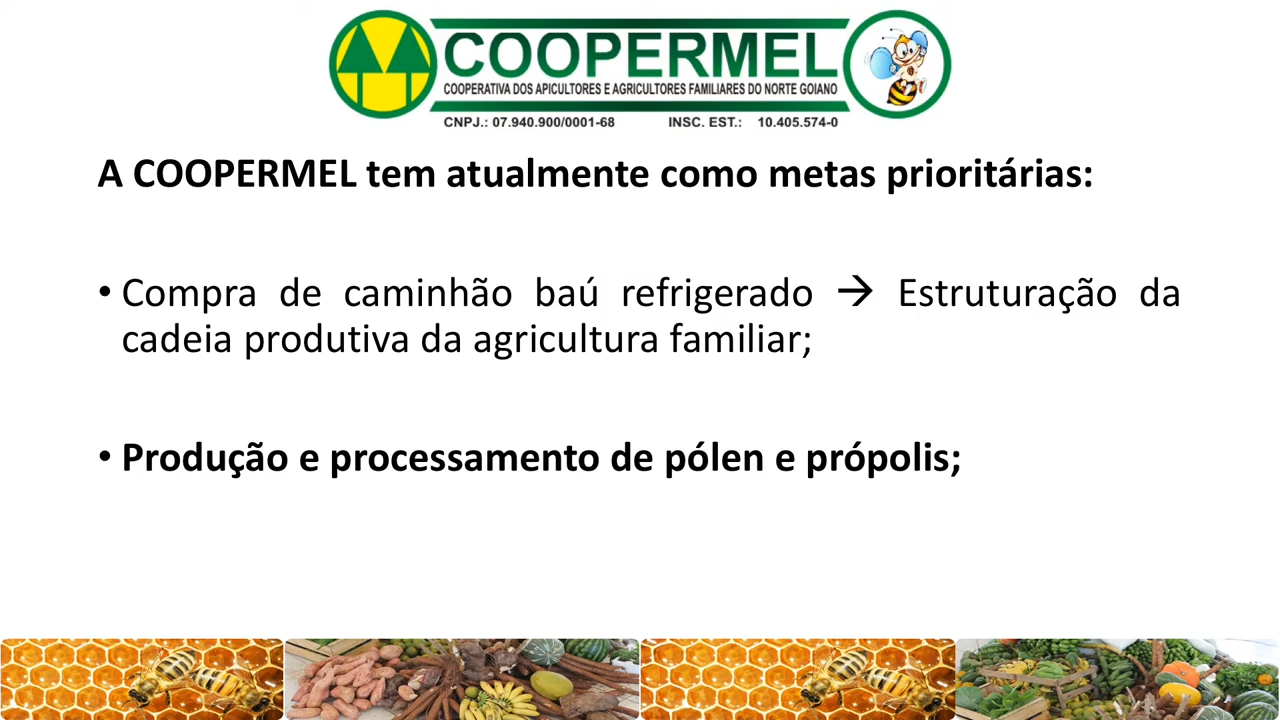 COOPERMEL
COOPERATIVA DOS APICULTORES E AGRICULTORES FAMILIARES DO NORTE GOIANO
CNPJ.: 07.940.900/0001-68 INSC. EST.: 10.405.574-0
A COOPERMEL tem atualmente como metas prioritárias:
• Compra de caminhão baú refrigerado → Estruturação da
cadeia produtiva da agricultura familiar;
• Produção e processamento de pólen e própolis;